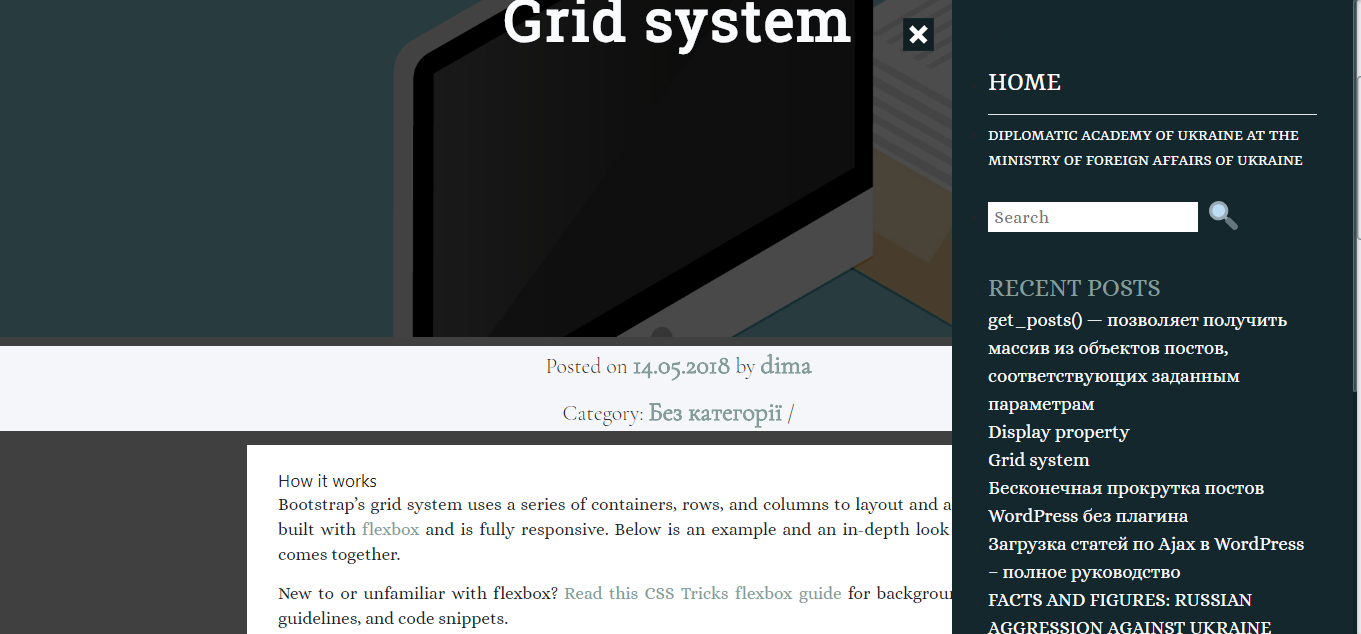 Grid system
Posted on 14.05.2018 by dima
Category: Без категорії /
How it works
Bootstrap’s grid system uses a series of containers, rows, and columns to layout and a
built with flexbox and is fully responsive. Below is an example and an in-depth look
comes together.
New to or unfamiliar with flexbox? Read this CSS Tricks flexbox guide for backgroun
guidelines, and code snippets.
HOME
DIPLOMATIC ACADEMY OF UKRAINE AT THE
MINISTRY OF FOREIGN AFFAIRS OF UKRAINE
Search
RECENT POSTS
get_posts() — позволяет получить
массив из объектов постов,
соответствующих заданным
параметрам
Display property
Grid system
Бесконечная прокрутка постов
WordPress без плагина
Загрузка статей по Ajax в WordPress
– полное руководство
FACTS AND FIGURES: RUSSIAN
AGGRESSION AGAINST UKRAINE